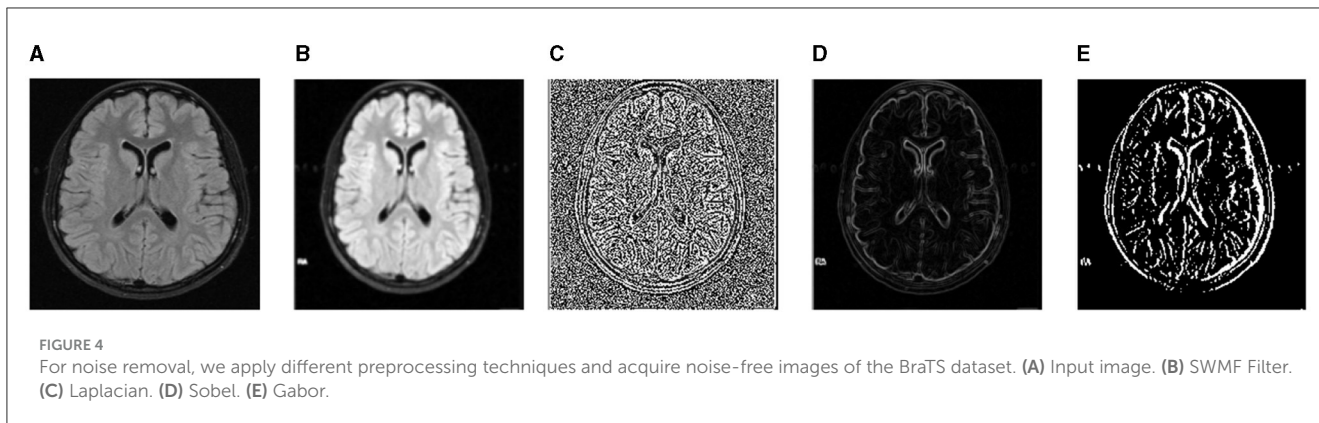 A B C D E
FIGURE 4
For noise removal, we apply different preprocessing techniques and acquire noise-free images of the BraTS dataset. (A) Input image. (B) SWMF Filter.
(C) Laplacian. (D) Sobel. (E) Gabor.